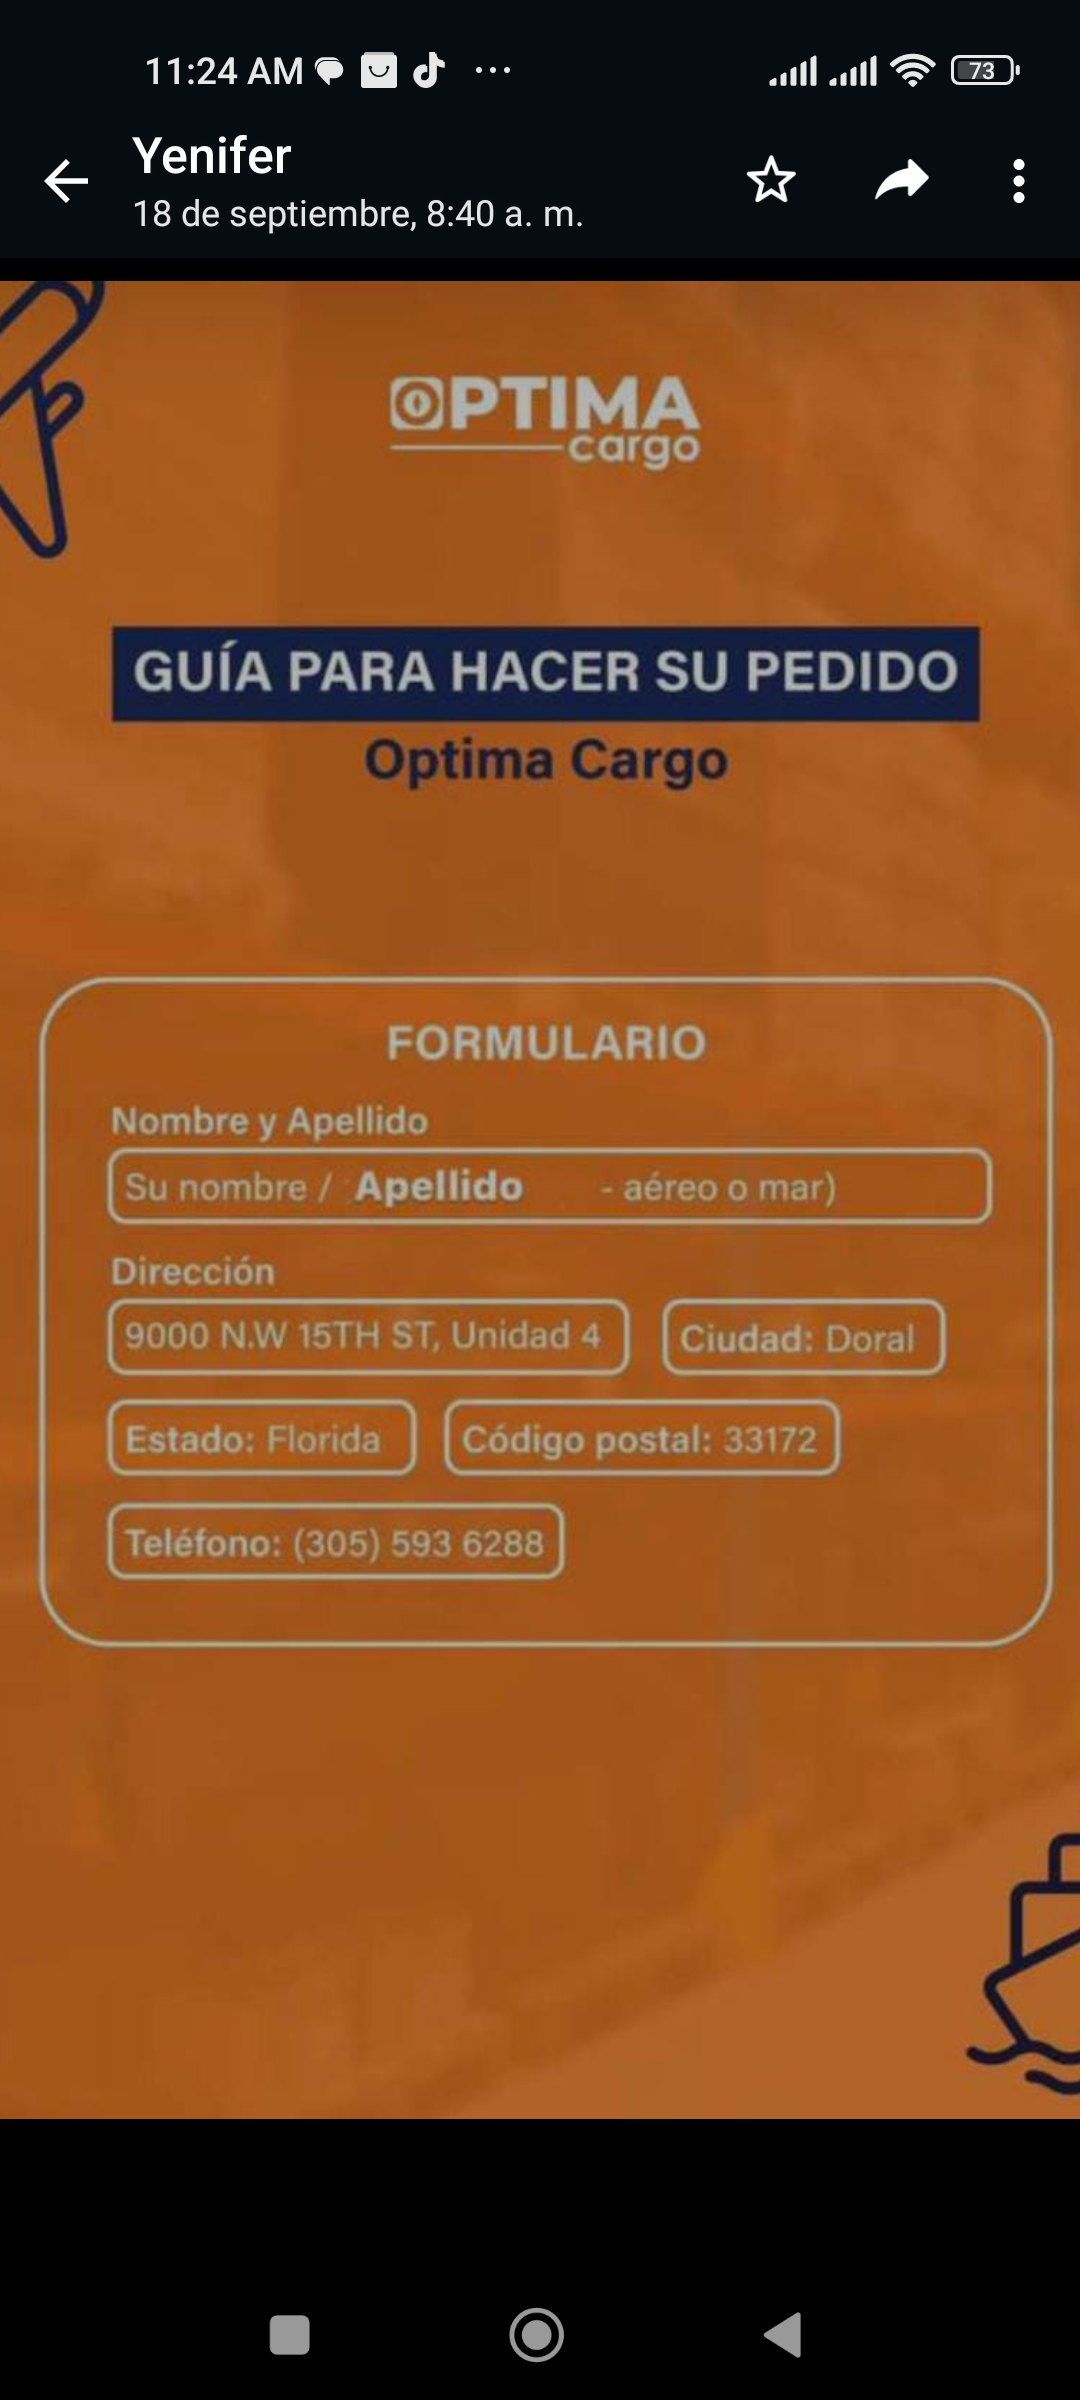 11:24 AM
73
Yenifer
18 de septiembre, 8:40 a. m.
OPTIMA
cargo
GUÍA PARA HACER SU PEDIDO
Optima Cargo
FORMULARIO
Nombre y Apellido
Su nombre / Apellido - aéreo o mar)
Dirección
9000 N.W 15TH ST, Unidad 4 Ciudad: Doral
Estado: Florida Código postal: 33172
Teléfono: (305) 593 6288